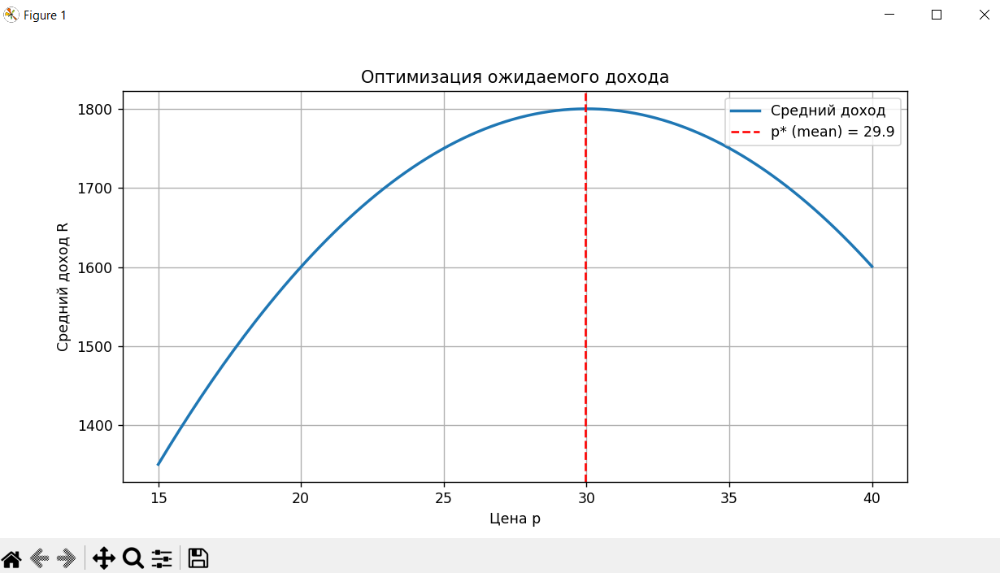 Figure 1
Оптимизация ожидаемого дохода
Средний доход
p* (mean) = 29.9
1800
1700
1600
1500
1400
Средний доход R
15 20 25 30 35 40
Цена p